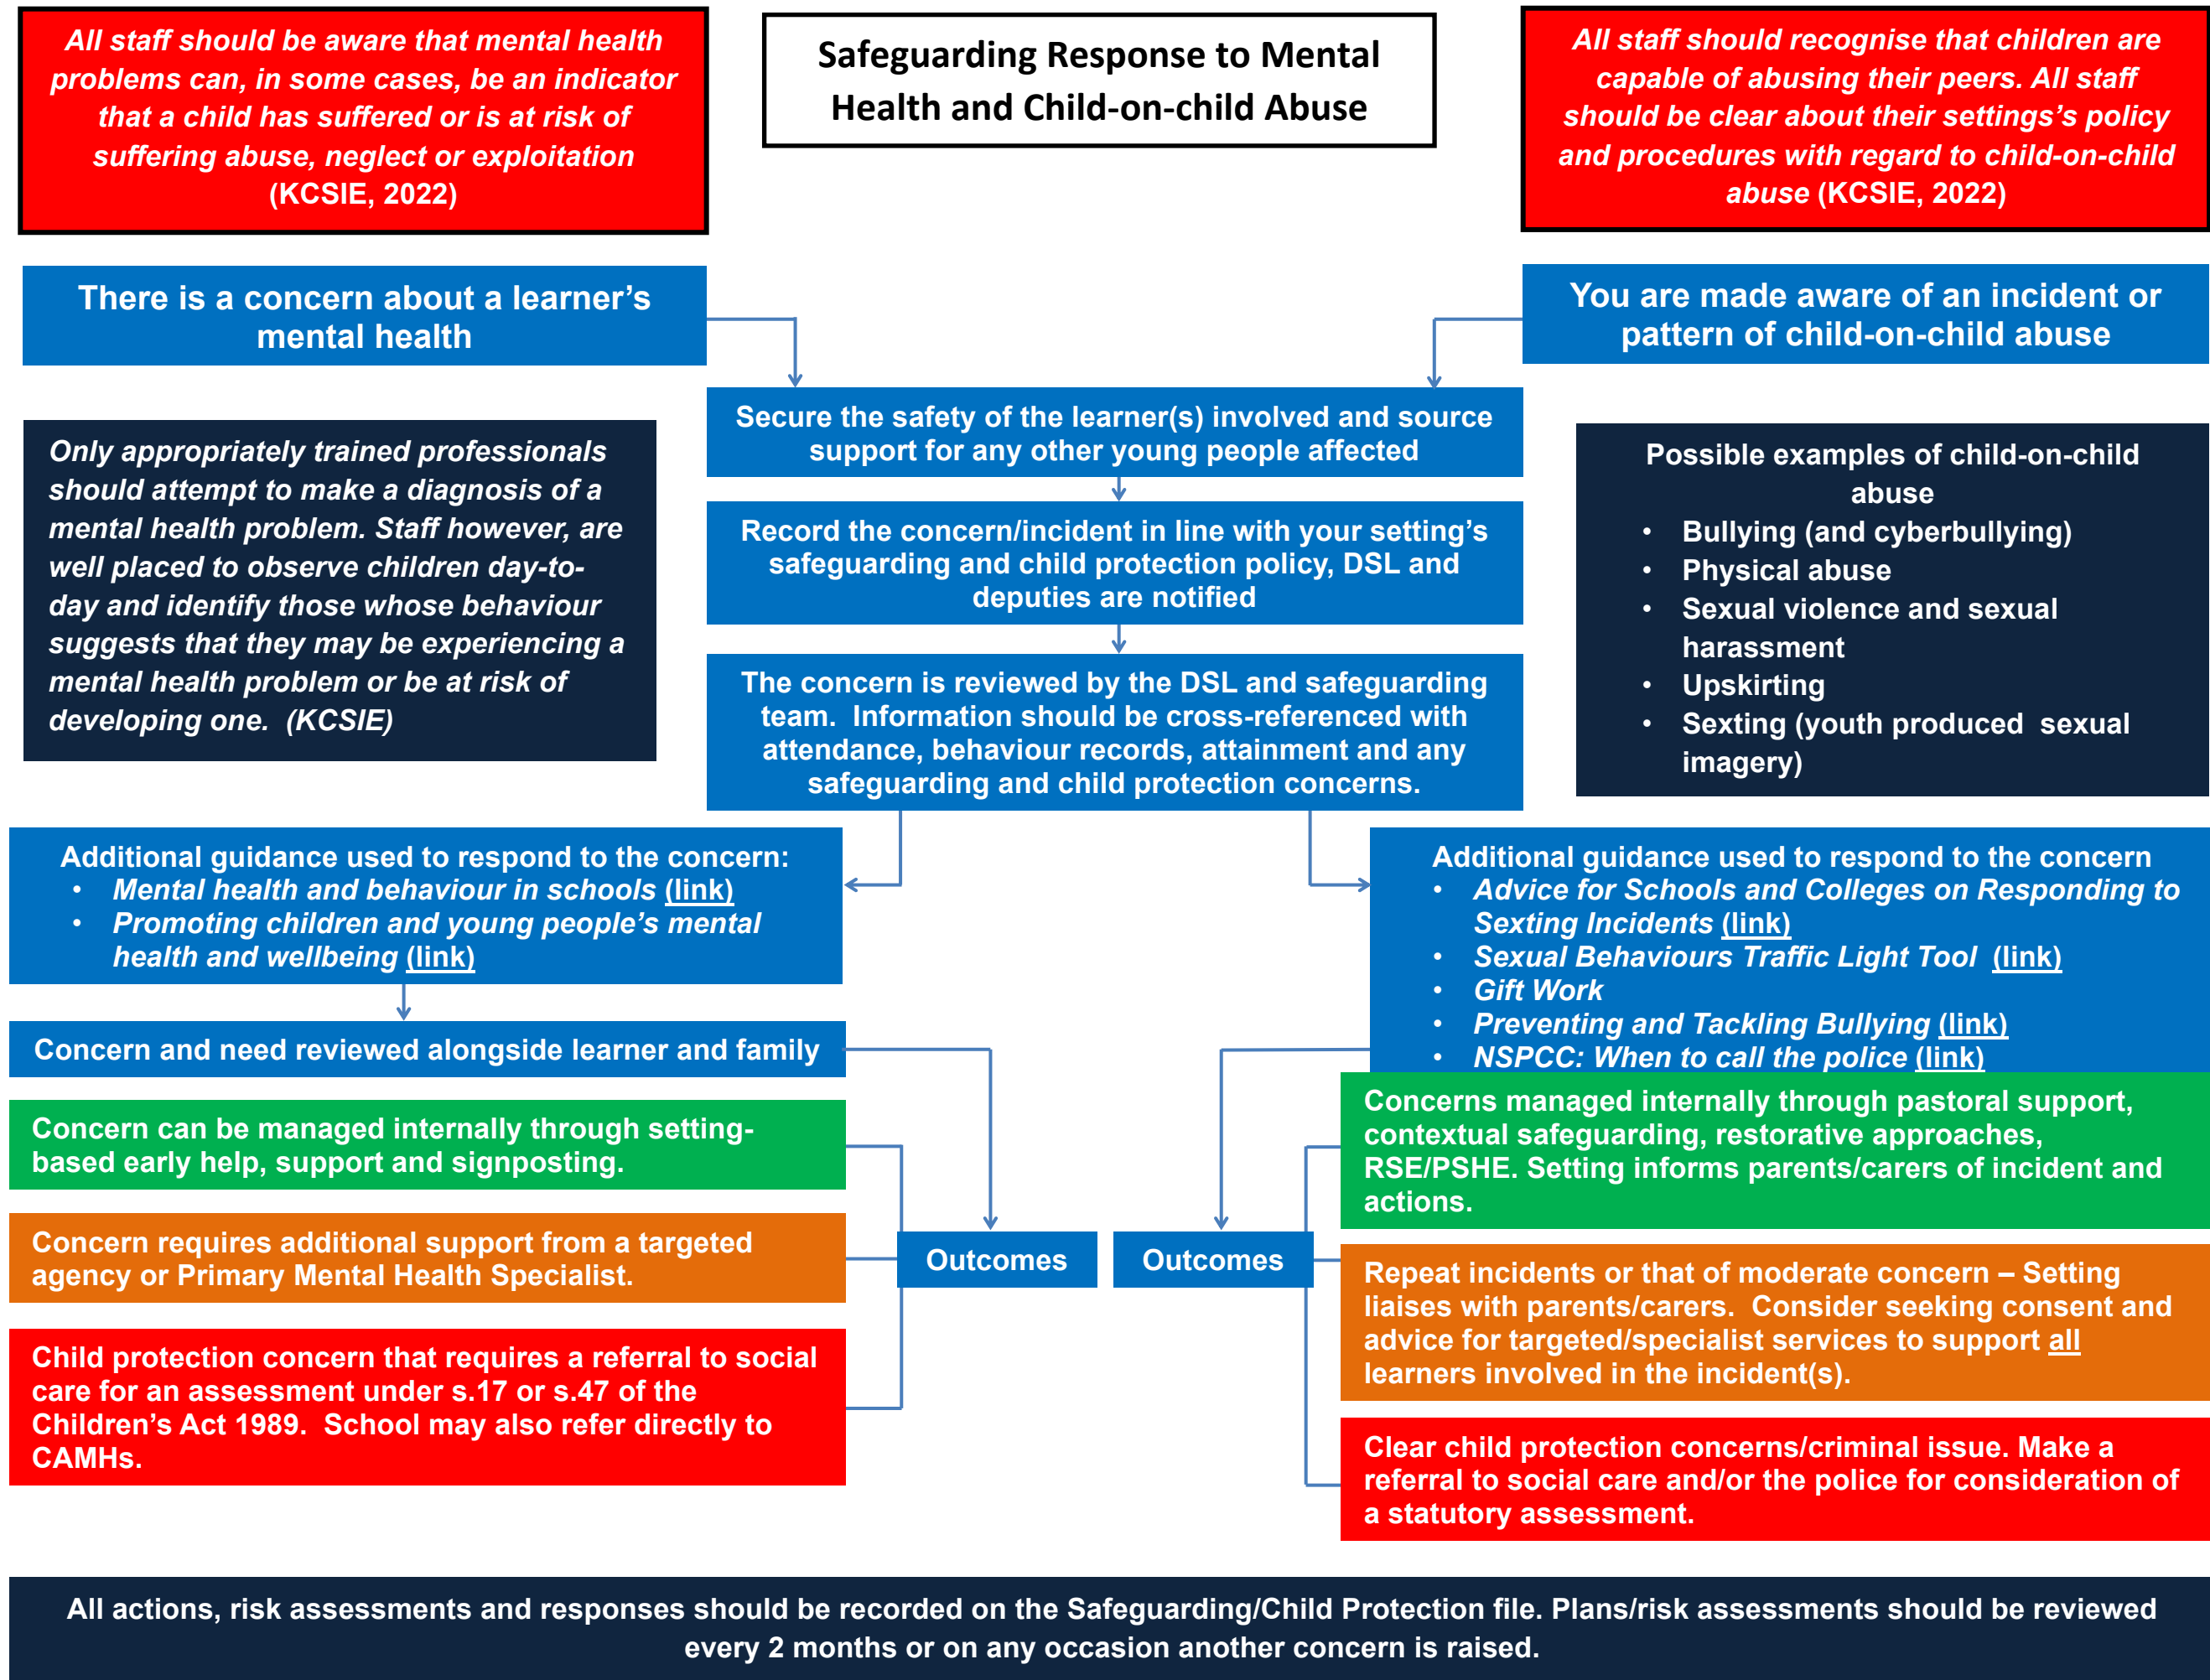 All staff should be aware that mental health
problems can, in some cases, be an indicator
that a child has suffered or is at risk of
suffering abuse, neglect or exploitation
(KCSIE, 2022)
Safeguarding Response to Mental
Health and Child-on-child Abuse
All staff should recognise that children are
capable of abusing their peers. All staff
should be clear about their settings's policy
and procedures with regard to child-on-child
abuse (KCSIE, 2022)
There is a concern about a learner’s
mental health
You are made aware of an incident or
pattern of child-on-child abuse
Secure the safety of the learner(s) involved and source
support for any other young people affected
Only appropriately trained professionals
should attempt to make a diagnosis of a
mental health problem. Staff however, are
well placed to observe children day-to-
day and identify those whose behaviour
suggests that they may be experiencing a
mental health problem or be at risk of
developing one.  (KCSIE)
Record the concern/incident in line with your setting’s
safeguarding and child protection policy, DSL and
deputies are notified
Possible examples of child-on-child
abuse
• Bullying (and cyberbullying)
• Physical abuse
• Sexual violence and sexual
harassment
• Upskirting
• Sexting (youth produced  sexual
imagery)
The concern is reviewed by the DSL and safeguarding
team.  Information should be cross-referenced with
attendance, behaviour records, attainment and any
safeguarding and child protection concerns.
Additional guidance used to respond to the concern:
• Mental health and behaviour in schools (link)
• Promoting children and young people’s mental
health and wellbeing (link)
Additional guidance used to respond to the concern
• Advice for Schools and Colleges on Responding to
Sexting Incidents (link)
• Sexual Behaviours Traffic Light Tool  (link)
• Gift Work
• Preventing and Tackling Bullying (link)
• NSPCC: When to call the police (link)
Concern and need reviewed alongside learner and family
Concern can be managed internally through setting-
based early help, support and signposting.
Concern requires additional support from a targeted
agency or Primary Mental Health Specialist.
Child protection concern that requires a referral to social
care for an assessment under s.17 or s.47 of the
Children’s Act 1989.  School may also refer directly to
CAMHs.
Outcomes
Outcomes
Concerns managed internally through pastoral support,
contextual safeguarding, restorative approaches,
RSE/PSHE. Setting informs parents/carers of incident and
actions.
Repeat incidents or that of moderate concern – Setting
liaises with parents/carers.  Consider seeking consent and
advice for targeted/specialist services to support all
learners involved in the incident(s).
Clear child protection concerns/criminal issue. Make a
referral to social care and/or the police for consideration of
a statutory assessment.
All actions, risk assessments and responses should be recorded on the Safeguarding/Child Protection file. Plans/risk assessments should be reviewed
every 2 months or on any occasion another concern is raised.